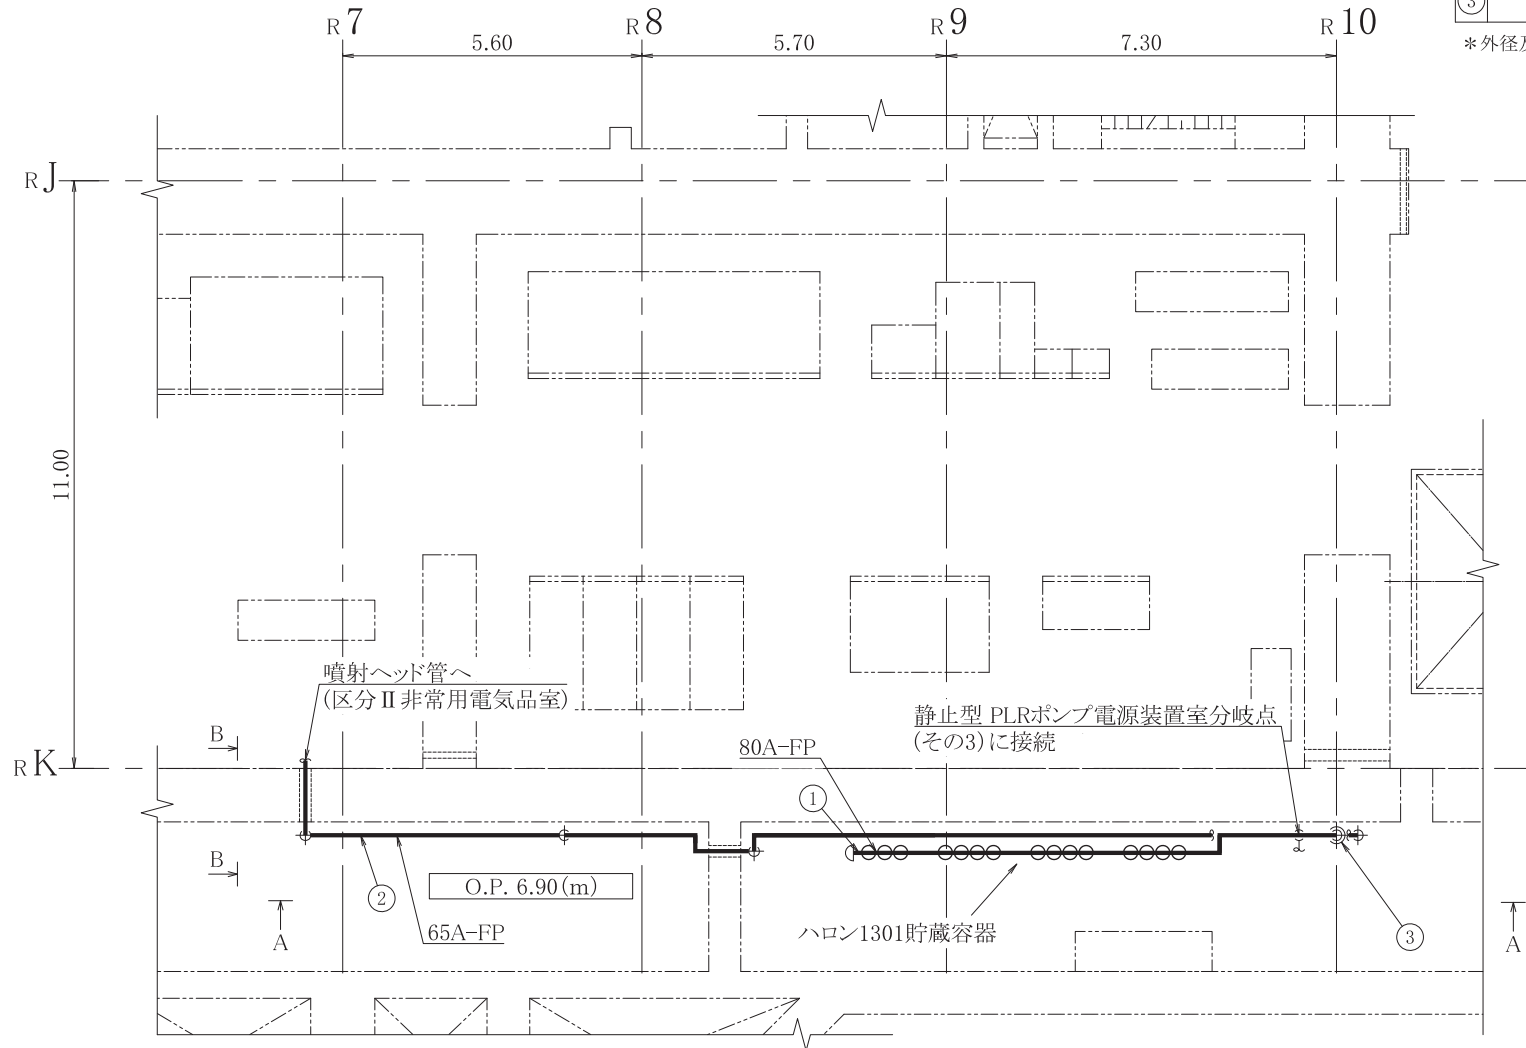 R7
R8
R9
R10
③
5.60
5.70
7.30
*外径
RJ
11.00
噴射ヘッド管へ
(区分Ⅱ非常用電気品室)
静止型 PLRポンプ電源装置室分岐点
(その3)に接続
B
80A-FP
RK
①
B
②
O.P. 6.90(m)
A
65A-FP
ハロン1301貯蔵容器
③
A